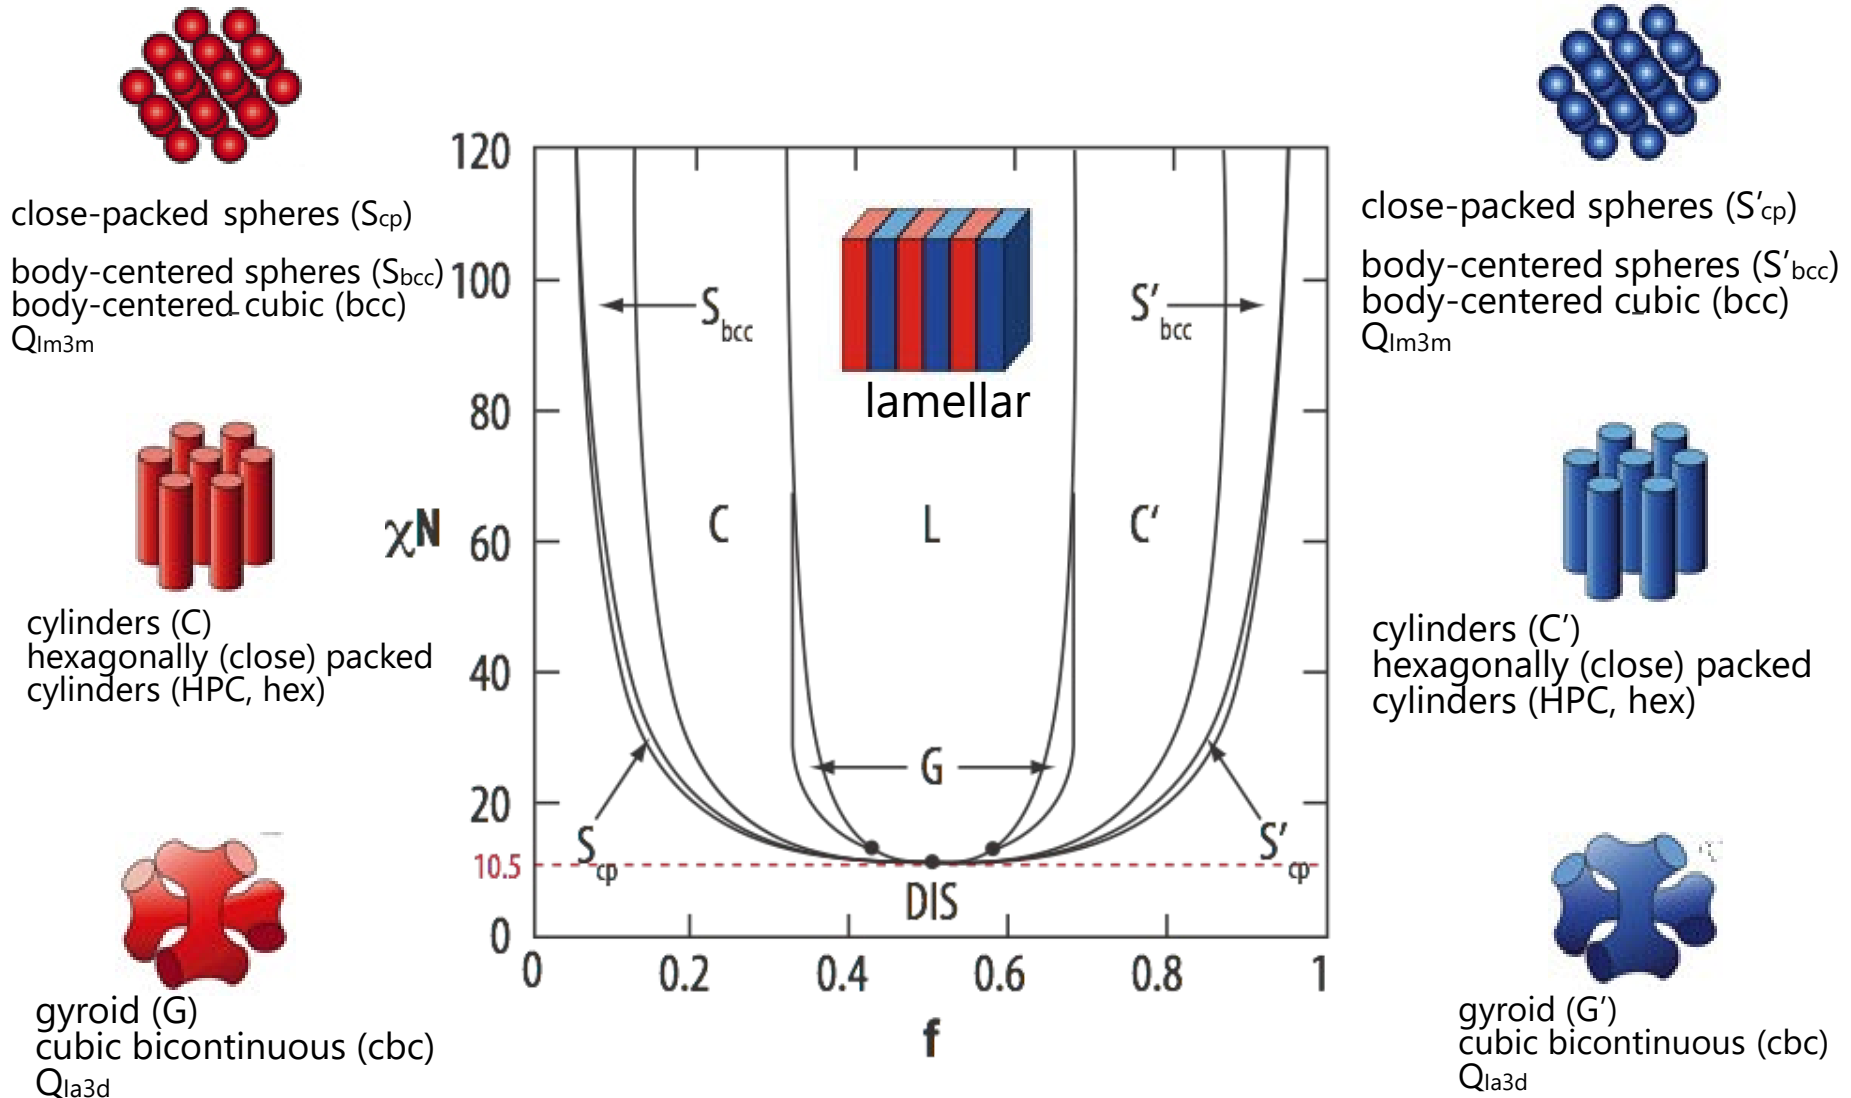 close-packed spheres (Scp)
body-centered spheres (Sbcc)
body-centered cubic (bcc)
QIm3m
cylinders (C)
hexagonally (close) packed
cylinders (HPC, hex)
gyroid (G)
cubic bicontinuous (cbc)
QIa3d
χN
120
100
80
60
40
20
10.5
0
0
0.2
0.4
0.6
0.8
1
f
Sbcc
S'bcc
lamellar
C
L
C'
G
Scp
S'cp
DIS
close-packed spheres (S'cp)
body-centered spheres (S'bcc)
body-centered cubic (bcc)
QIm3m
cylinders (C')
hexagonally (close) packed
cylinders (HPC, hex)
gyroid (G')
cubic bicontinuous (cbc)
QIa3d